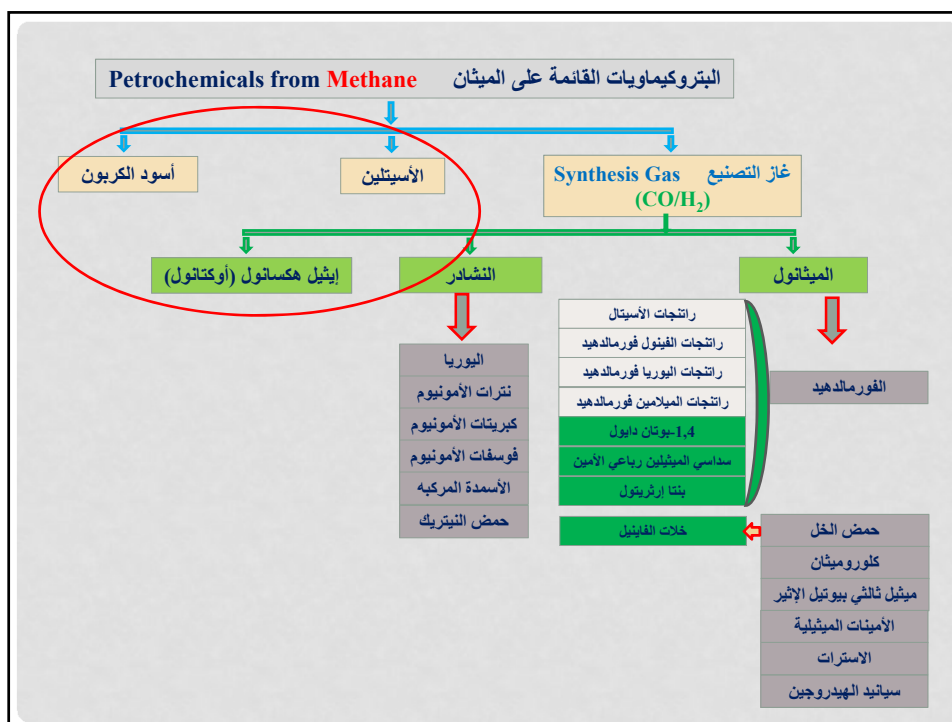 البتروكيماويات القائمة على الميثان Petrochemicals from Methane
غاز التصنيع Synthesis Gas
(CO/H₂)
الأسيتلين
أسود الكربون
الميثانول
النشادر
إيثيل هكسانول (أوكتانول)
الفورمالدهيد
راتنجات الأسيتال
راتنجات الفينول فورمالدهيد
راتنجات اليوريا فورمالدهيد
راتنجات الميلامين فورمالدهيد
1,4-بوتان دايول
سداسي الميثيلين رباعي الأمين
بنتا إرثريتول
حمض الخل
خلات الفاينيل
كلوروميثان
ميثيل ثالثي بيوتيل الإثير
الأمينات الميثيلية
الاسترات
سيانيد الهيدروجين
اليوريا
نترات الأمونيوم
كبريتات الأمونيوم
فوسفات الأمونيوم
الأسمدة المركبه
حمض النيتريك